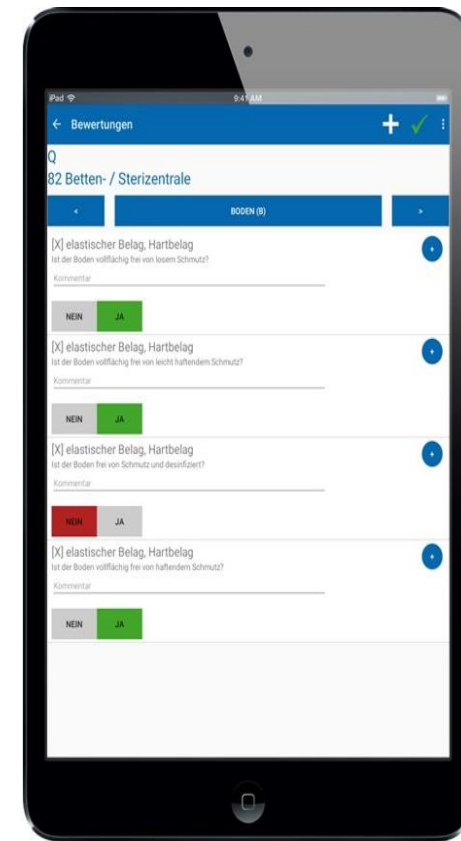 iPad 9:41 AM
← Bewertungen + ✓ ⋮
Q
82 Betten- / Sterizentrale
< BODEN (B) >
[X] elastischer Belag, Hartbelag +
Ist der Boden vollflächig frei von losem Schmutz?
Kommentar
NEIN JA
[X] elastischer Belag, Hartbelag +
Ist der Boden vollflächig frei von leicht haftendem Schmutz?
Kommentar
NEIN JA
[X] elastischer Belag, Hartbelag +
Ist der Boden frei von Schmutz und desinfiziert?
Kommentar
NEIN JA
[X] elastischer Belag, Hartbelag +
Ist der Boden vollflächig frei von haftendem Schmutz?
Kommentar
NEIN JA